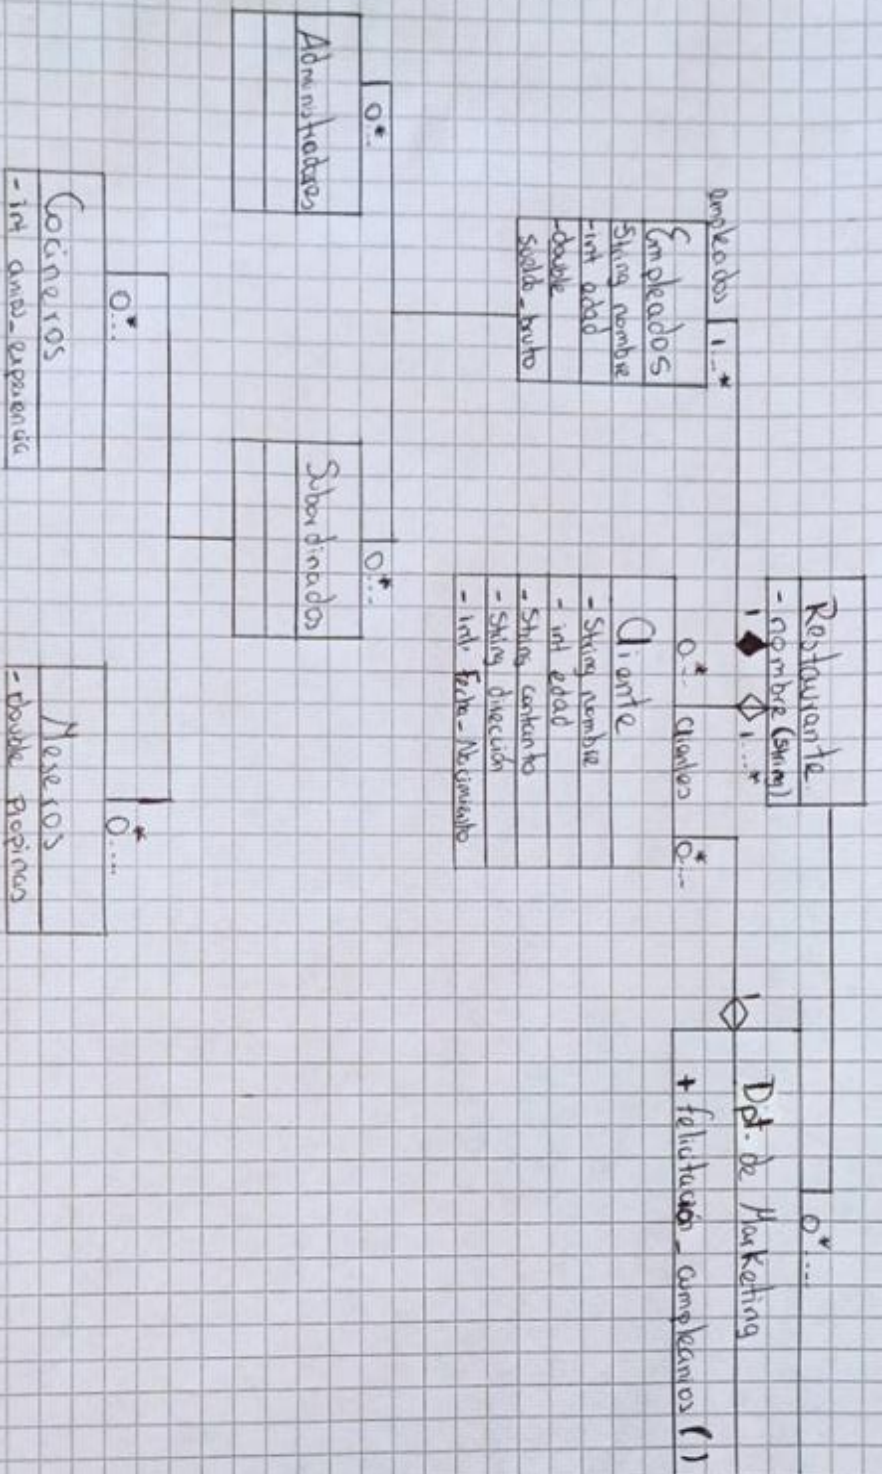 Restaurante
- nombre (string)
1
1...*
empleados
1...*
Empleados
- String nombre
- int edad
- double
sueldo_bruto
0*..
clientes
0*...
Cliente
- String nombre
- int edad
- String contacto
- String dirección
- int Fecha_Nacimiento
0*....
1
Dpt. de Marketing
+ felicitación_cumpleanios ()
0*..
Administradores
0*...
Subordinados
0*...
Cocineros
- int anios_experiencia
0*....
Meseros
- double propinas